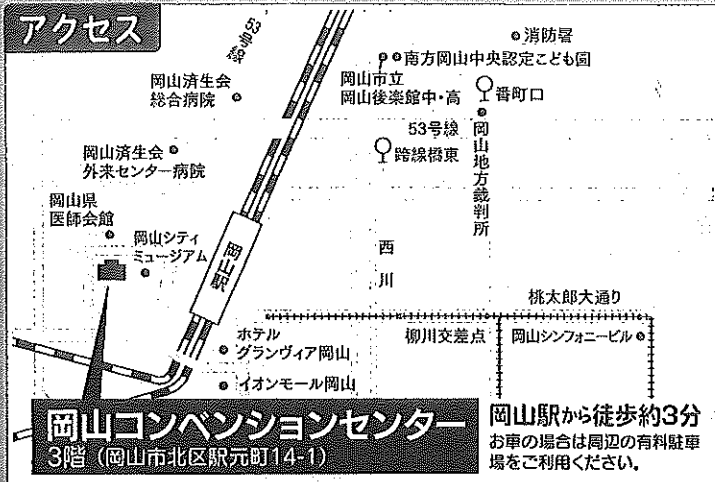 アクセス
53号線
消防署
南方岡山中央認定こども園
岡山済生会
総合病院
岡山市立
岡山後楽館中・高
番町口
53号線
跨線橋東
岡山地方裁判所
岡山済生会
外来センター病院
岡山県
医師会館
岡山シティ
ミュージアム
岡山駅
西川
桃太郎大通り
ホテル
グランヴィア岡山
柳川交差点
岡山シンフォニービル
イオンモール岡山
岡山コンベンションセンター
3階(岡山市北区駅元町14-1)
岡山駅から徒歩約3分
お車の場合は周辺の有料駐車
場をご利用ください。